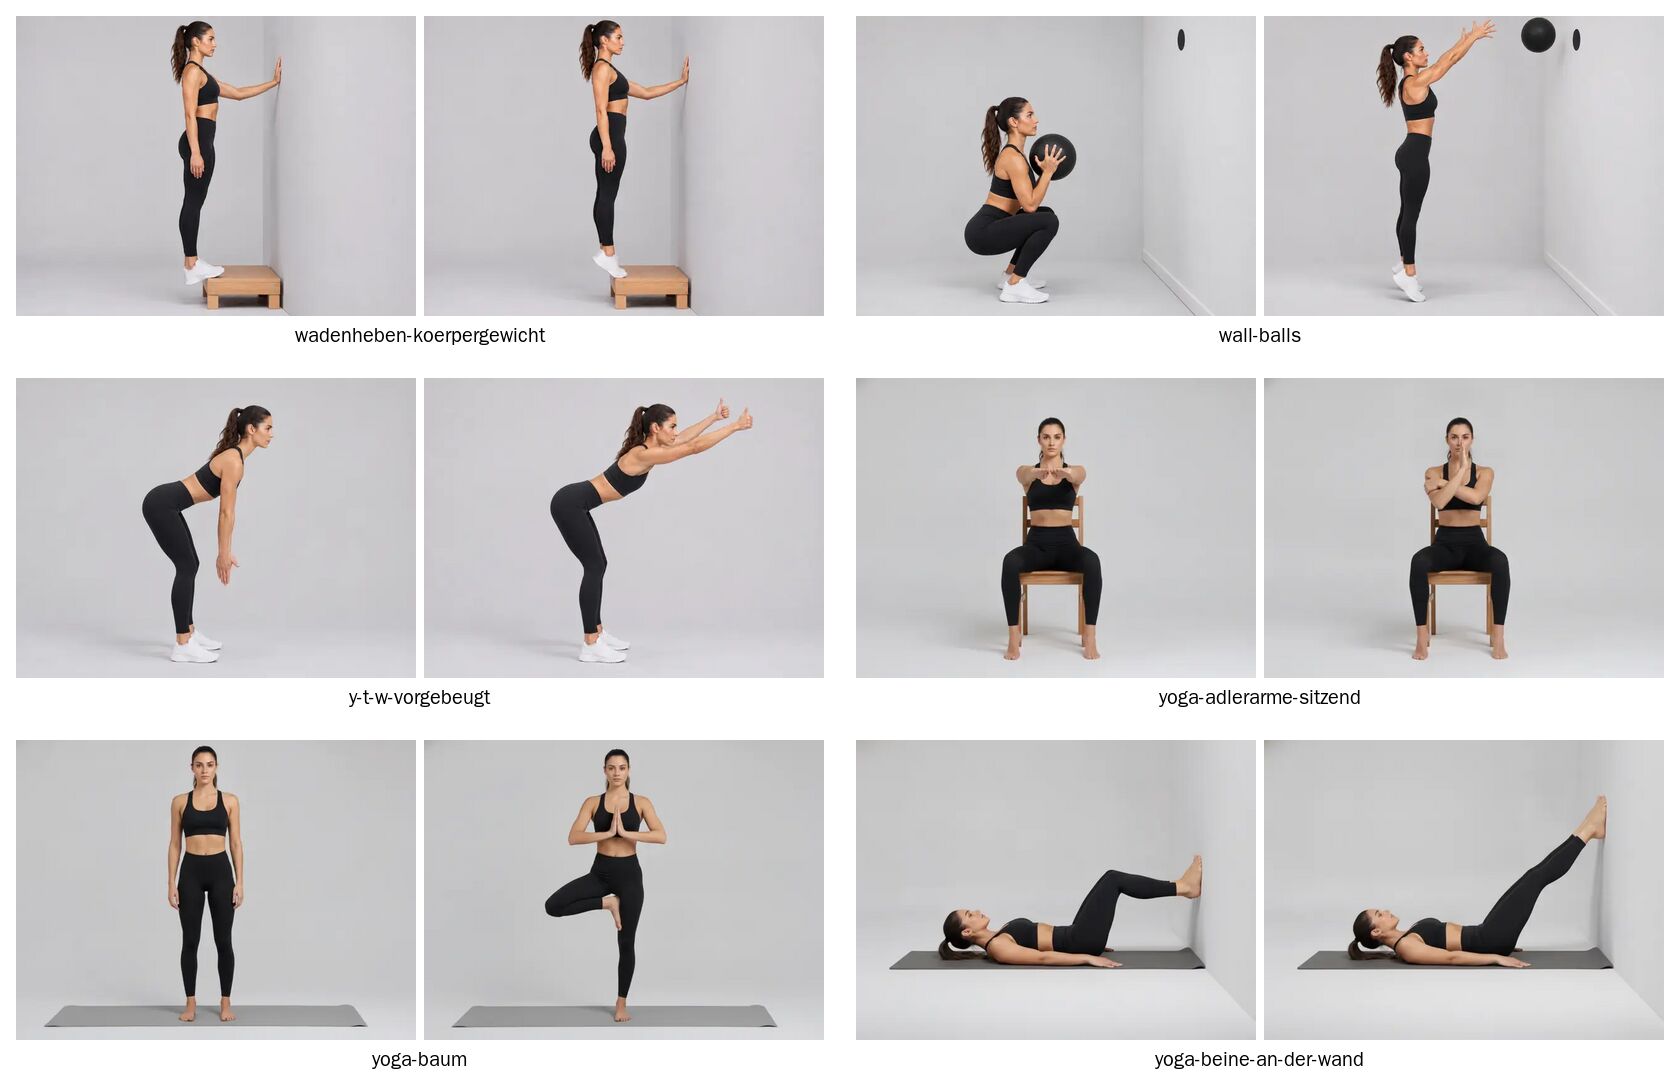 wadenheben-koerpergewicht
wall-balls
y-t-w-vorgebeugt
yoga-adlerarme-sitzend
yoga-baum
yoga-beine-an-der-wand